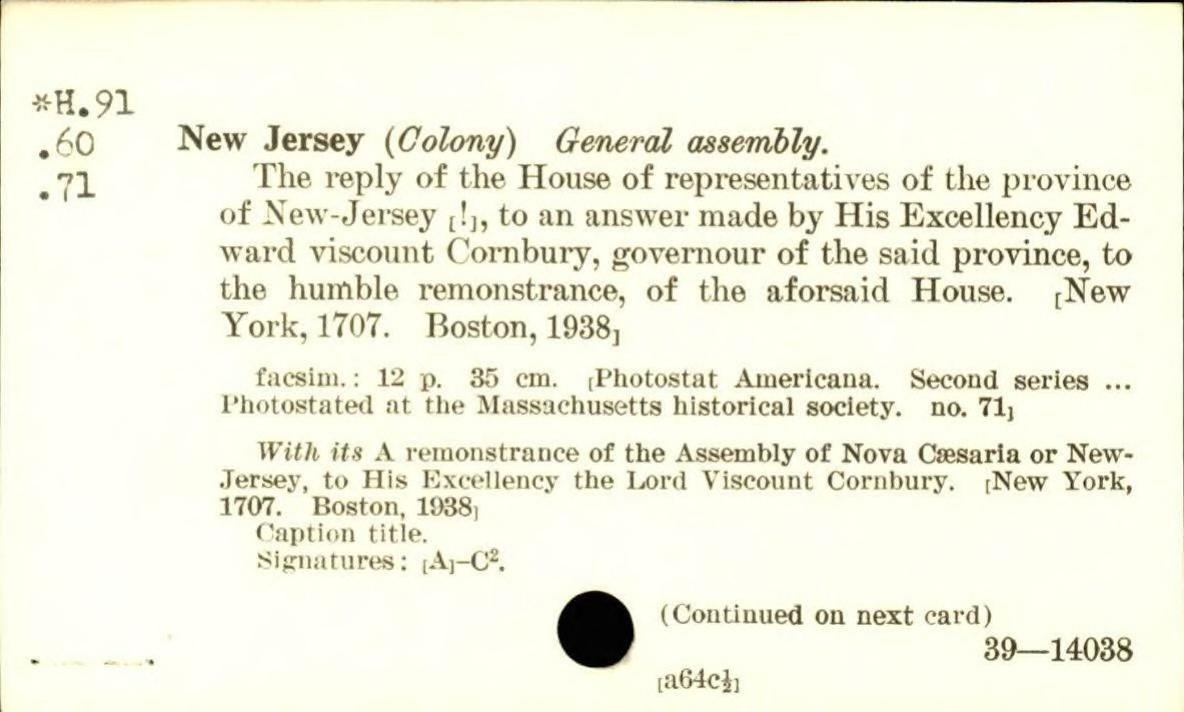 *H.91
.60
.71
New Jersey (Colony) General assembly.
The reply of the House of representatives of the province
of New-Jersey [!], to an answer made by His Excellency Ed-
ward viscount Cornbury, governour of the said province, to
the humble remonstrance, of the aforsaid House. [New
York, 1707. Boston, 1938]
facsim.: 12 p. 35 cm. [Photostat Americana. Second series ...
Photostated at the Massachusetts historical society. no. 71]
With its A remonstrance of the Assembly of Nova Cæsaria or New-
Jersey, to His Excellency the Lord Viscount Cornbury. [New York,
1707. Boston, 1938]
Caption title.
Signatures: [A]–C².
(Continued on next card)
39—14038
[a64c½]